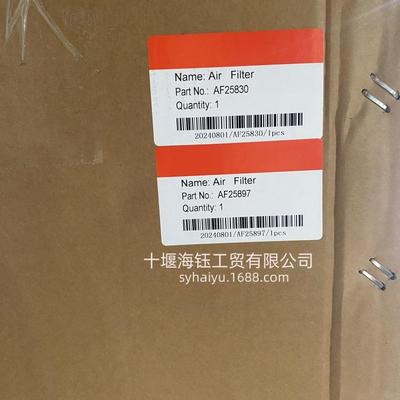 Name: Air Filter
Part No.: AF25830
Quantity: 1
20240801/AF25830/1pcs
Name: Air Filter
Part No.: AF25897
Quantity: 1
20240801/AF25897/1pcs
十堰海钰工贸有限公司
syhaiyu.1688.com